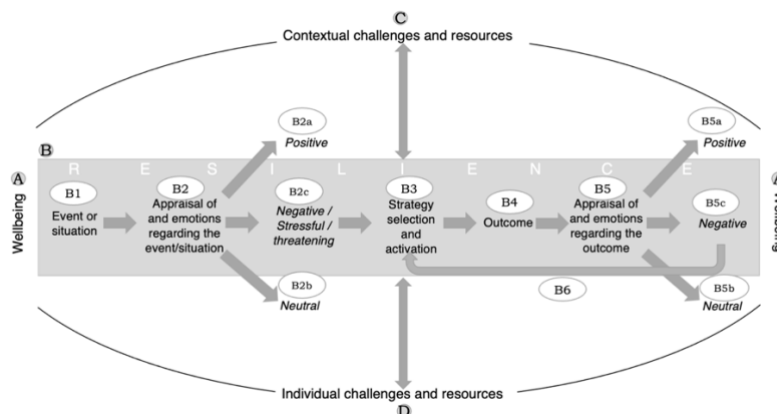 C
Contextual challenges and resources
B2a
Positive
B5a
Positive
B
R E S I L I E N C E
A
Wellbeing
B1
Event or
situation
B2
Appraisal of
and emotions
regarding the
event/situation
B2c
Negative /
Stressful /
threatening
B3
Strategy
selection
and
activation
B4
Outcome
B5
Appraisal of
and emotions
regarding the
outcome
B5c
Negative
A
B2b
Neutral
B6
B5b
Neutral
Individual challenges and resources
D